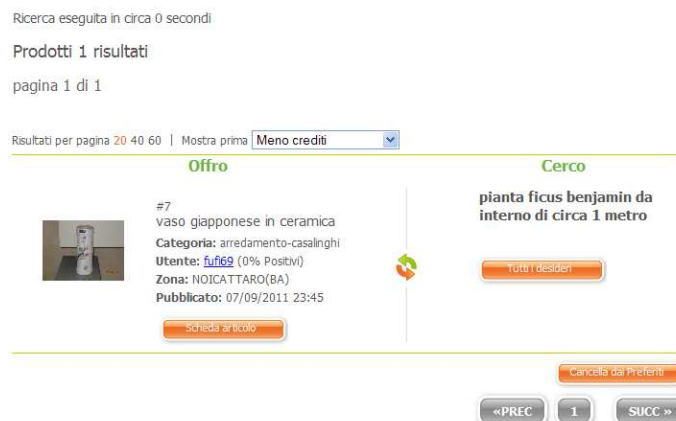 Ricerca eseguita in circa 0 secondi
Prodotti 1 risultati
pagina 1 di 1
Risultati per pagina 20 40 60 | Mostra prima Meno crediti
Offro
Cerco
#7
vaso giapponese in ceramica
Categoria: arredamento-casalinghi
Utente: fufi69 (0% Positivi)
Zona: NOICATTARO(BA)
Pubblicato: 07/09/2011 23:45
Scheda articolo
pianta ficus benjamin da
interno di circa 1 metro
Tutti i desideri
Cancella dai Preferiti
«PREC 1 SUCC »